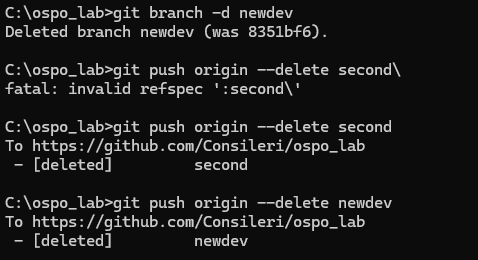 C:\ospo_lab>git branch -d newdev
Deleted branch newdev (was 8351bf6).
C:\ospo_lab>git push origin --delete second\
fatal: invalid refspec ':second\'
C:\ospo_lab>git push origin --delete second
To https://github.com/Consileri/ospo_lab
 - [deleted]         second
C:\ospo_lab>git push origin --delete newdev
To https://github.com/Consileri/ospo_lab
 - [deleted]         newdev